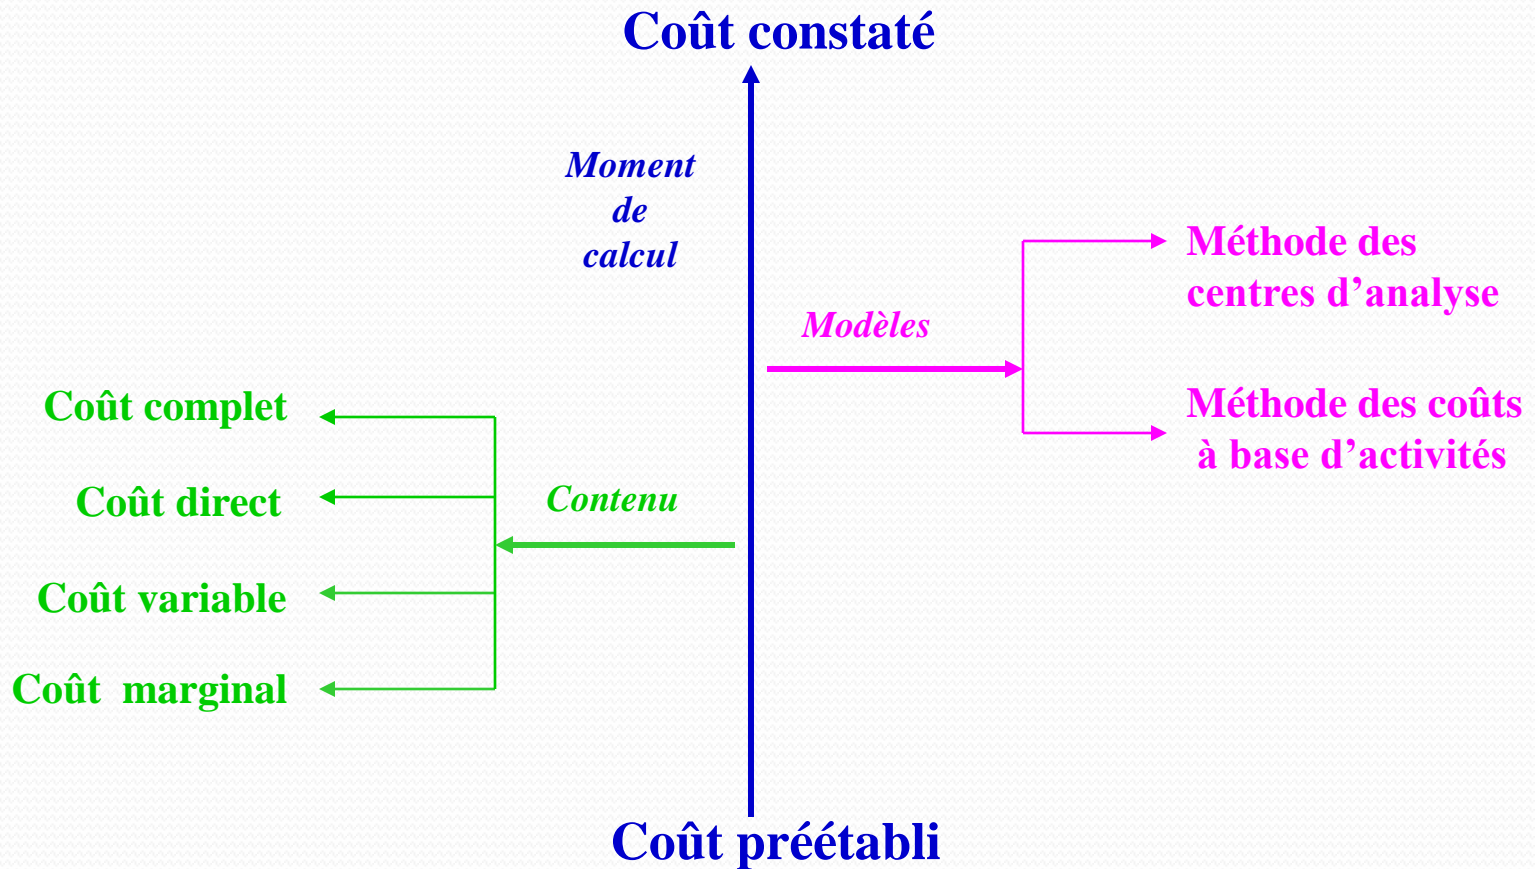 Coût constaté
Moment
de
calcul
Méthode des
centres d’analyse
Modèles
Méthode des coûts
à base d’activités
Coût complet
Coût direct
Contenu
Coût variable
Coût marginal
Coût préétabli